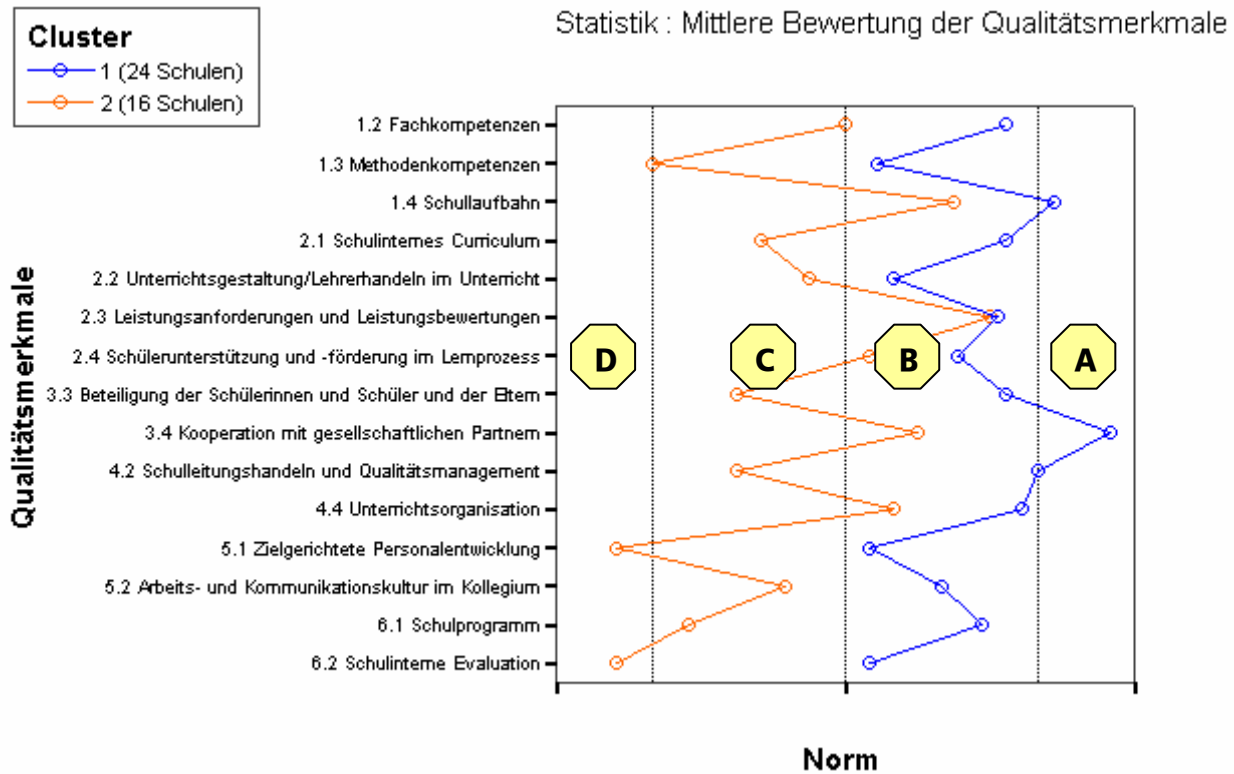 Statistik : Mittlere Bewertung der Qualitätsmerkmale
Cluster
1 (24 Schulen)
2 (16 Schulen)
Qualitätsmerkmale
1.2 Fachkompetenzen
1.3 Methodenkompetenzen
1.4 Schullaufbahn
2.1 Schulinternes Curriculum
2.2 Unterrichtsgestaltung/Lehrerhandeln im Unterricht
2.3 Leistungsanforderungen und Leistungsbewertungen
2.4 Schülerunterstützung und -förderung im Lernprozess
3.3 Beteiligung der Schülerinnen und Schüler und der Eltern
3.4 Kooperation mit gesellschaftlichen Partnern
4.2 Schulleitungshandeln und Qualitätsmanagement
4.4 Unterrichtsorganisation
5.1 Zielgerichtete Personalentwicklung
5.2 Arbeits- und Kommunikationskultur im Kollegium
6.1 Schulprogramm
6.2 Schulinterne Evaluation
D C B A
Norm